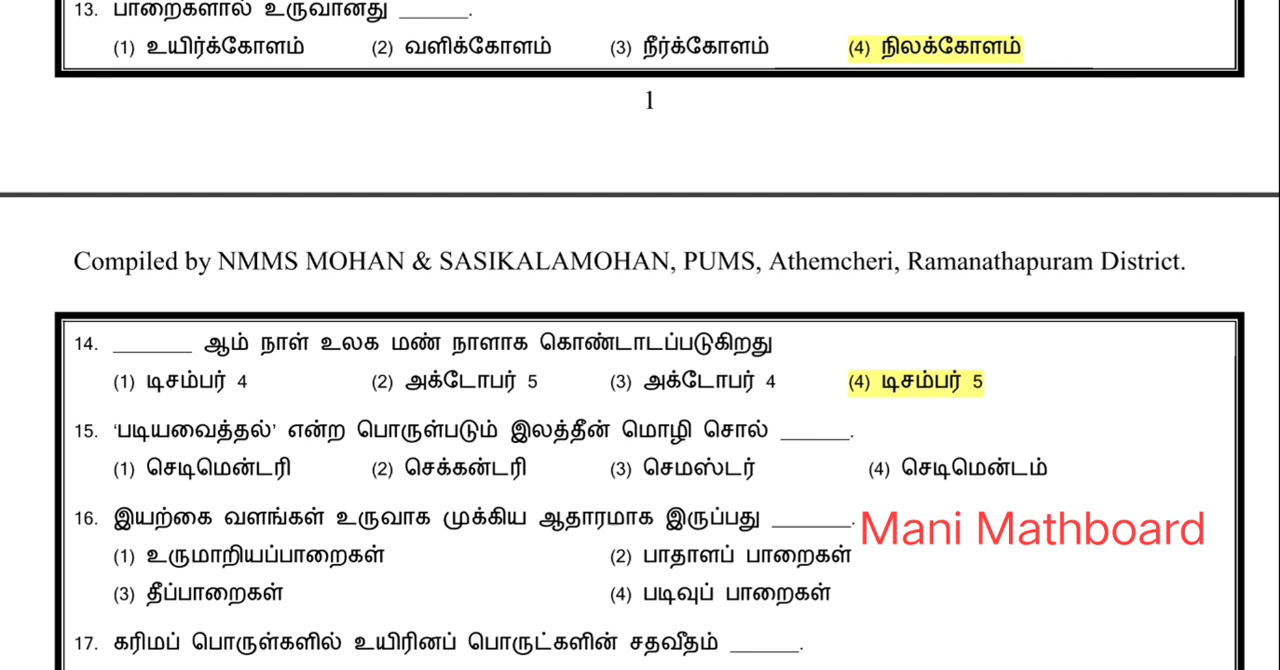 13. பாறைகளால் உருவானது ______.
(1) உயிர்க்கோளம் (2) வளிக்கோளம் (3) நீர்க்கோளம் (4) நிலக்கோளம்
1
Compiled by NMMS MOHAN & SASIKALAMOHAN, PUMS, Athemcheri, Ramanathapuram District.
14. _______ ஆம் நாள் உலக மண் நாளாக கொண்டாடப்படுகிறது
(1) டிசம்பர் 4 (2) அக்டோபர் 5 (3) அக்டோபர் 4 (4) டிசம்பர் 5
15. ‘படியவைத்தல்’ என்ற பொருள்படும் இலத்தீன் மொழி சொல் ______.
(1) செடிமென்டரி (2) செக்கன்டரி (3) செமஸ்டர் (4) செடிமென்டம்
16. இயற்கை வளங்கள் உருவாக முக்கிய ஆதாரமாக இருப்பது _______.
Mani Mathboard
(1) உருமாறியப்பாறைகள் (2) பாதாளப் பாறைகள்
(3) தீப்பாறைகள் (4) படிவுப் பாறைகள்
17. கரிமப் பொருள்களில் உயிரினப் பொருட்களின் சதவீதம் ______.